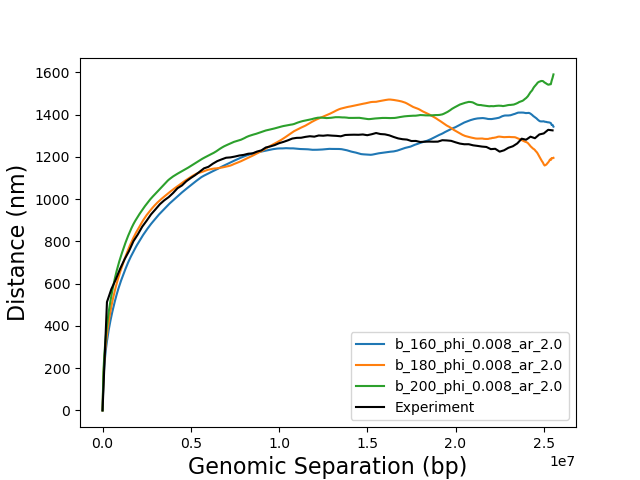 1600
1400
1200
1000
800
600
400
200
0
Distance (nm)
b_160_phi_0.008_ar_2.0
b_180_phi_0.008_ar_2.0
b_200_phi_0.008_ar_2.0
Experiment
0.0 0.5 1.0 1.5 2.0 2.5
1e7
Genomic Separation (bp)